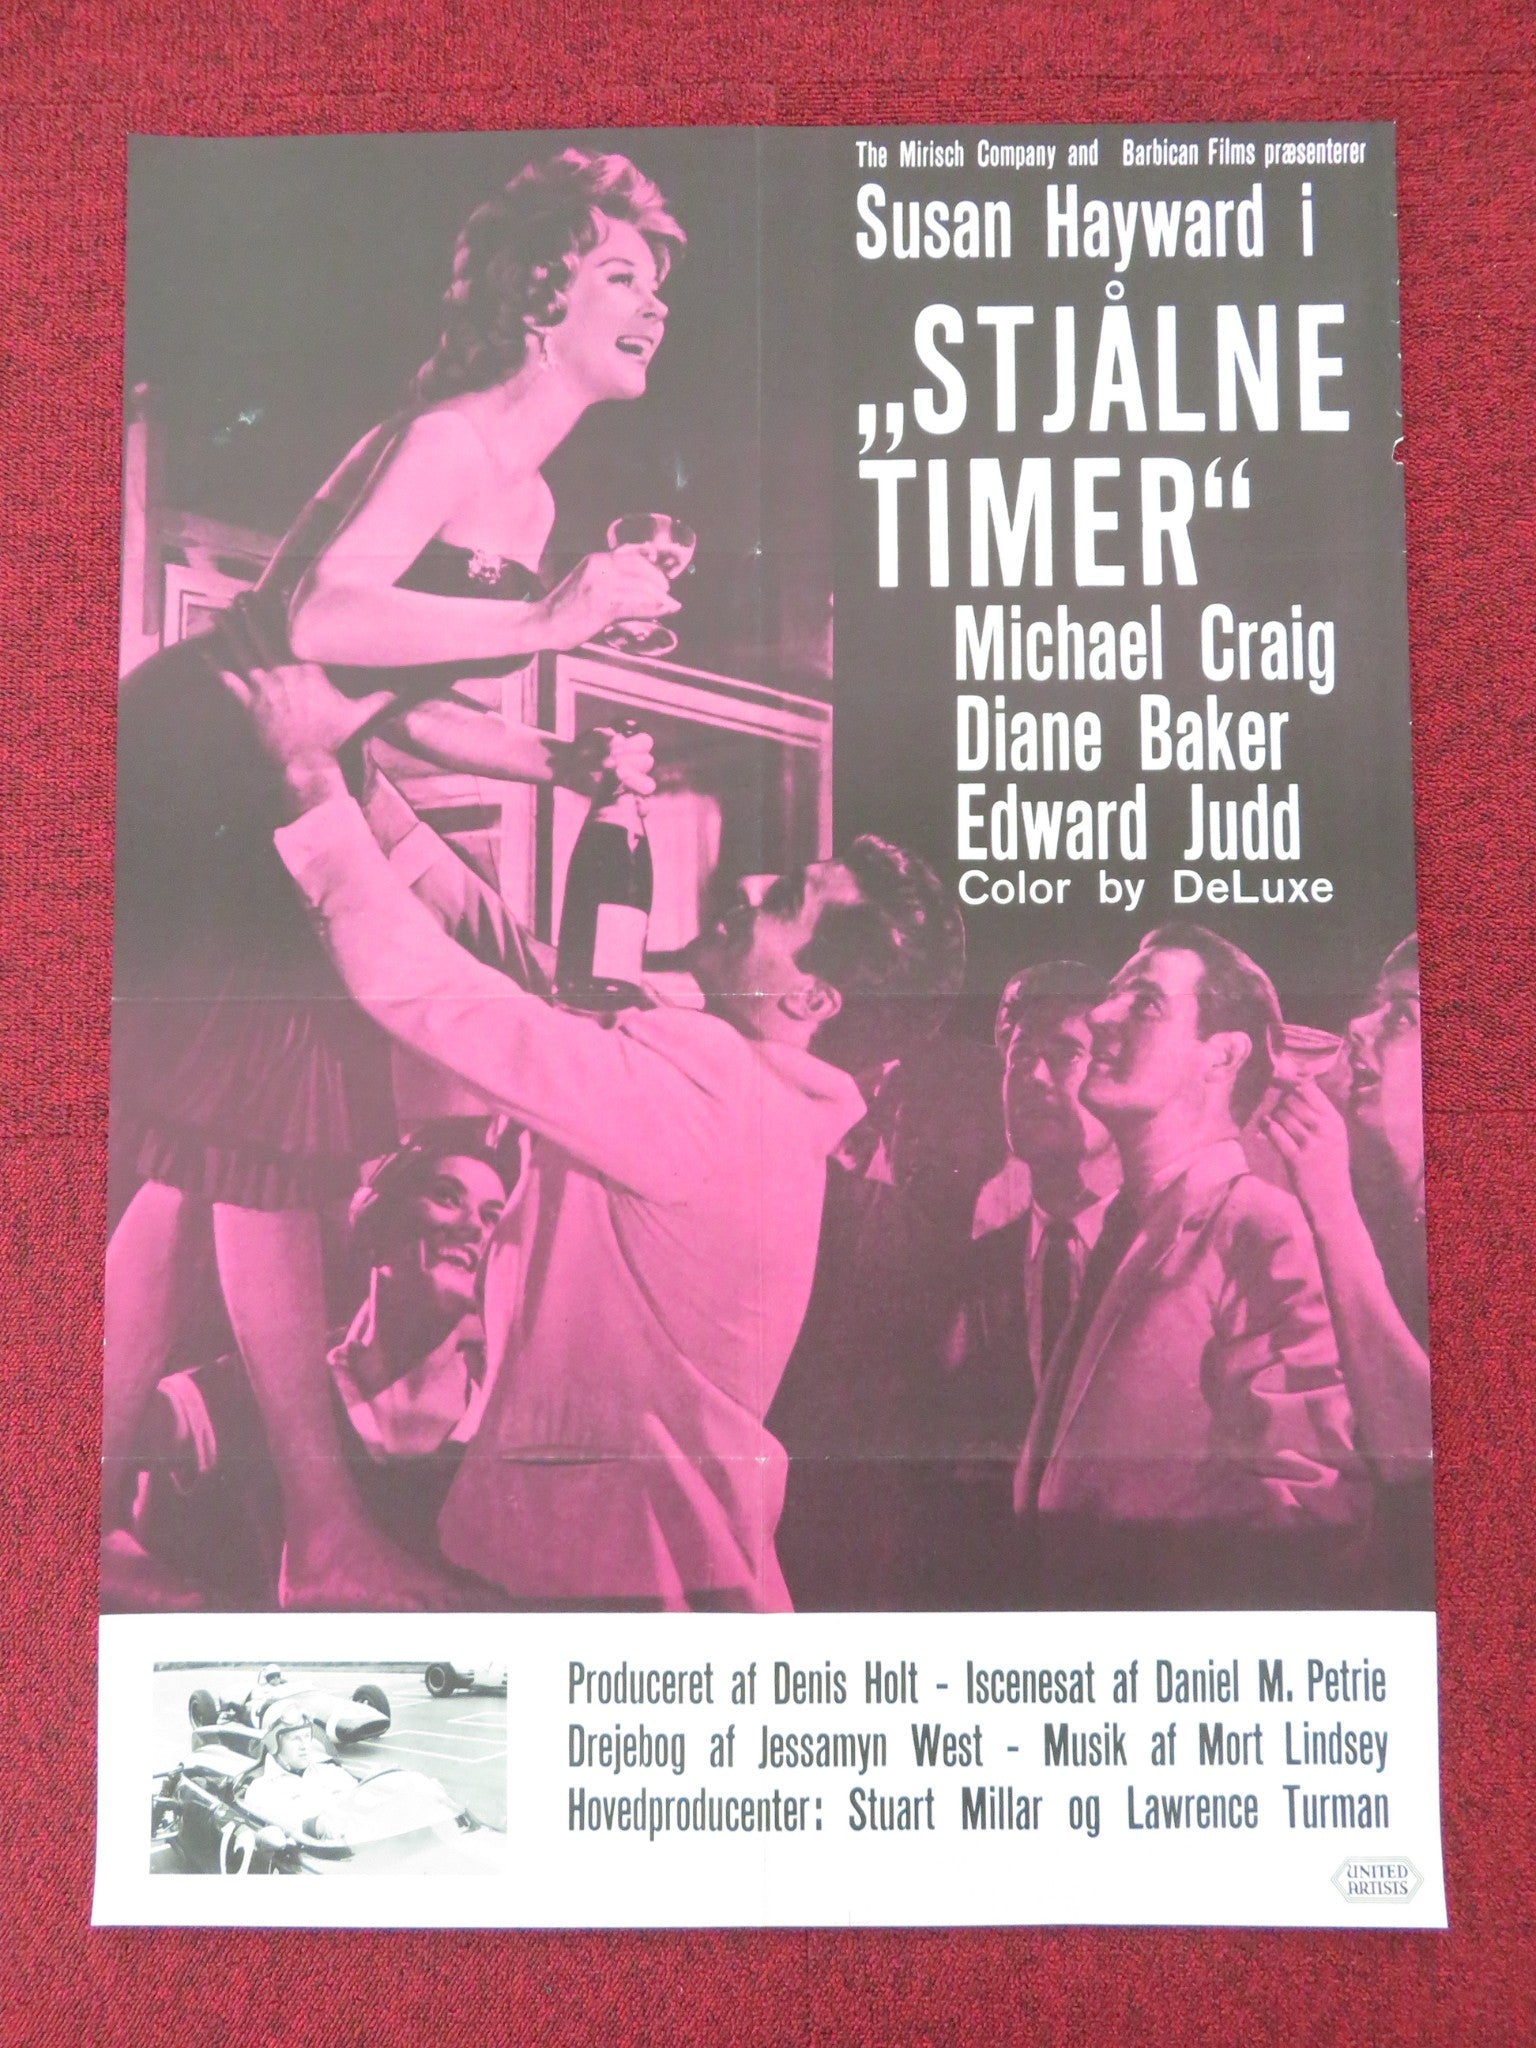 The Mirisch Company and Barbican Films præsenterer
Susan Hayward i
„STJÅLNE
TIMER“
Michael Craig
Diane Baker
Edward Judd
Color by DeLuxe
Produceret af Denis Holt - Iscenesat af Daniel M. Petrie
Drejebog af Jessamyn West - Musik af Mort Lindsey
Hovedproducenter: Stuart Millar og Lawrence Turman
UNITED
ARTISTS